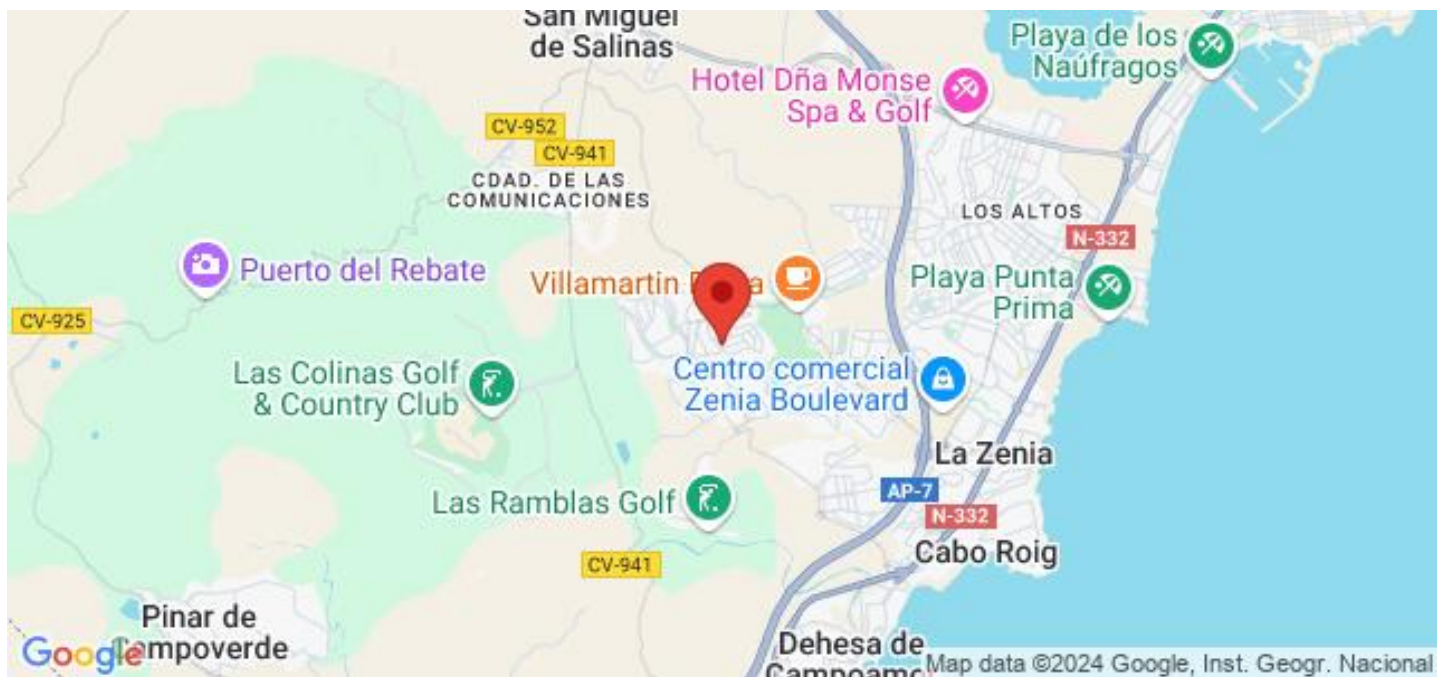 San Miguel
de Salinas
Playa de los
Naúfragos
Hotel Dña Monse
Spa & Golf
CV-952
CV-941
CDAD. DE LAS
COMUNICACIONES
LOS ALTOS
N-332
Puerto del Rebate
Villamartin
Playa Punta
Prima
CV-925
Las Colinas Golf
& Country Club
Centro comercial
Zenia Boulevard
La Zenia
AP-7
Las Ramblas Golf
N-332
Cabo Roig
CV-941
Pinar de
Campoverde
Google
Dehesa de
Campoamor
Map data ©2024 Google, Inst. Geogr. Nacional